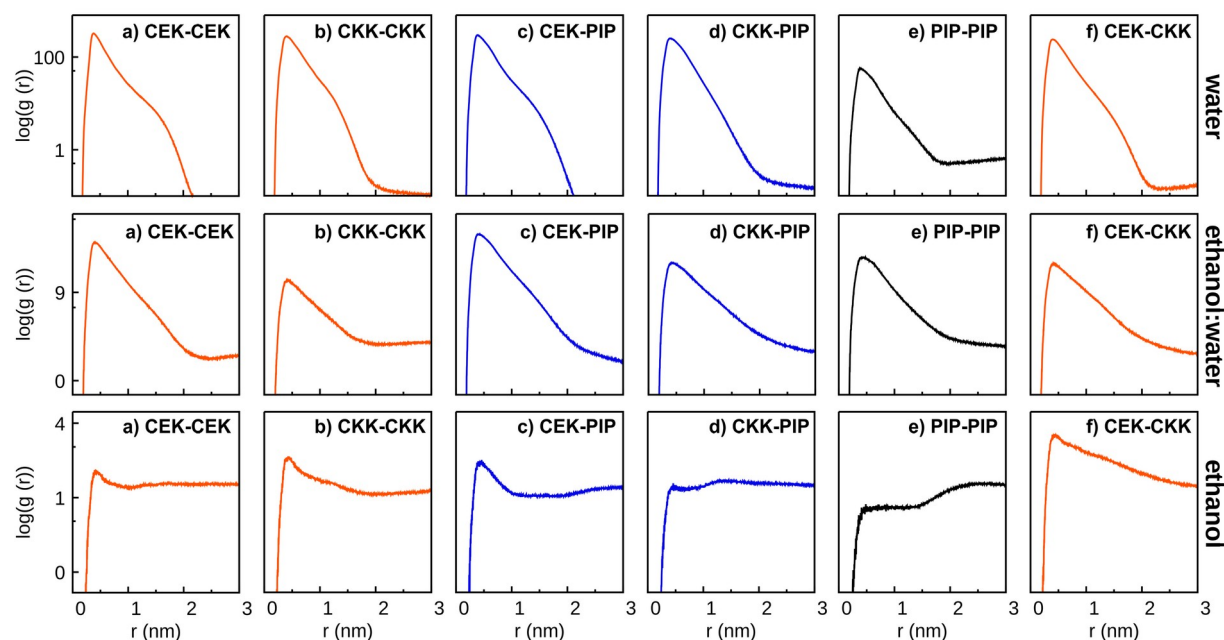 a) CEK-CEK
b) CKK-CKK
c) CEK-PIP
d) CKK-PIP
e) PIP-PIP
f) CEK-CKK
water
log(g (r))
100
1
a) CEK-CEK
b) CKK-CKK
c) CEK-PIP
d) CKK-PIP
e) PIP-PIP
f) CEK-CKK
ethanol:water
log(g (r))
9
0
a) CEK-CEK
b) CKK-CKK
c) CEK-PIP
d) CKK-PIP
e) PIP-PIP
f) CEK-CKK
ethanol
log(g (r))
4
1
0
0 1 2 3
0 1 2 3
0 1 2 3
0 1 2 3
0 1 2 3
0 1 2 3
r (nm)
r (nm)
r (nm)
r (nm)
r (nm)
r (nm)